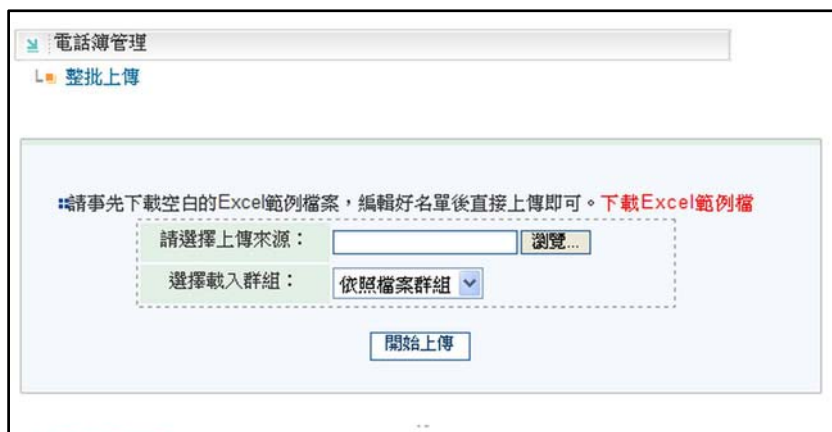 電話簿管理
整批上傳
請事先下載空白的Excel範例檔案，編輯好名單後直接上傳即可。下載Excel範例檔
請選擇上傳來源： 瀏覽...
選擇載入群組： 依照檔案群組
開始上傳